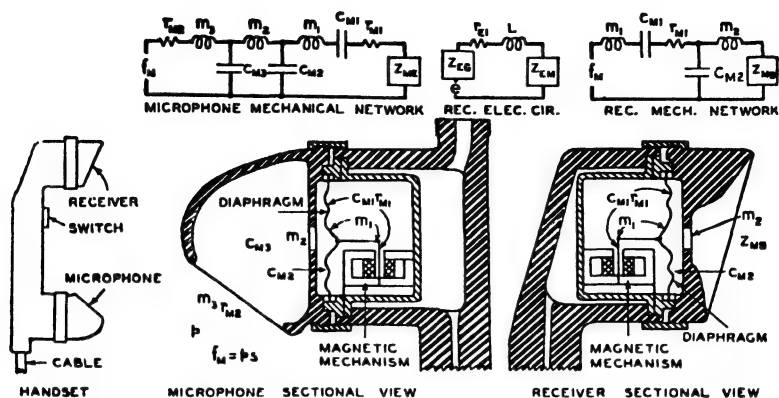 r_M2 m_3 m_2 m_1 C_M1 r_M1
f_M C_M3 C_M2 Z_ME
MICROPHONE MECHANICAL NETWORK
r_E1 L
Z_EG Z_EM
e
REC. ELEC. CIR.
m_1 C_M1 r_M1 m_2
f_M C_M2 Z_MB
REC. MECH. NETWORK
RECEIVER
SWITCH
MICROPHONE
CABLE
HANDSET
DIAPHRAGM
C_M1 r_M1
m_1
m_2
C_M3
C_M2
m_3 r_M2
p
f_M = pS
MAGNETIC
MECHANISM
MICROPHONE SECTIONAL VIEW
C_M1 r_M1
m_1
m_2
Z_MB
C_M2
MAGNETIC
MECHANISM
DIAPHRAGM
RECEIVER SECTIONAL VIEW